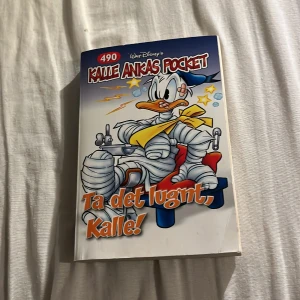 490
Walt Disney's
KALLE ANKAS POCKET
Ta det lugnt,
Kalle!